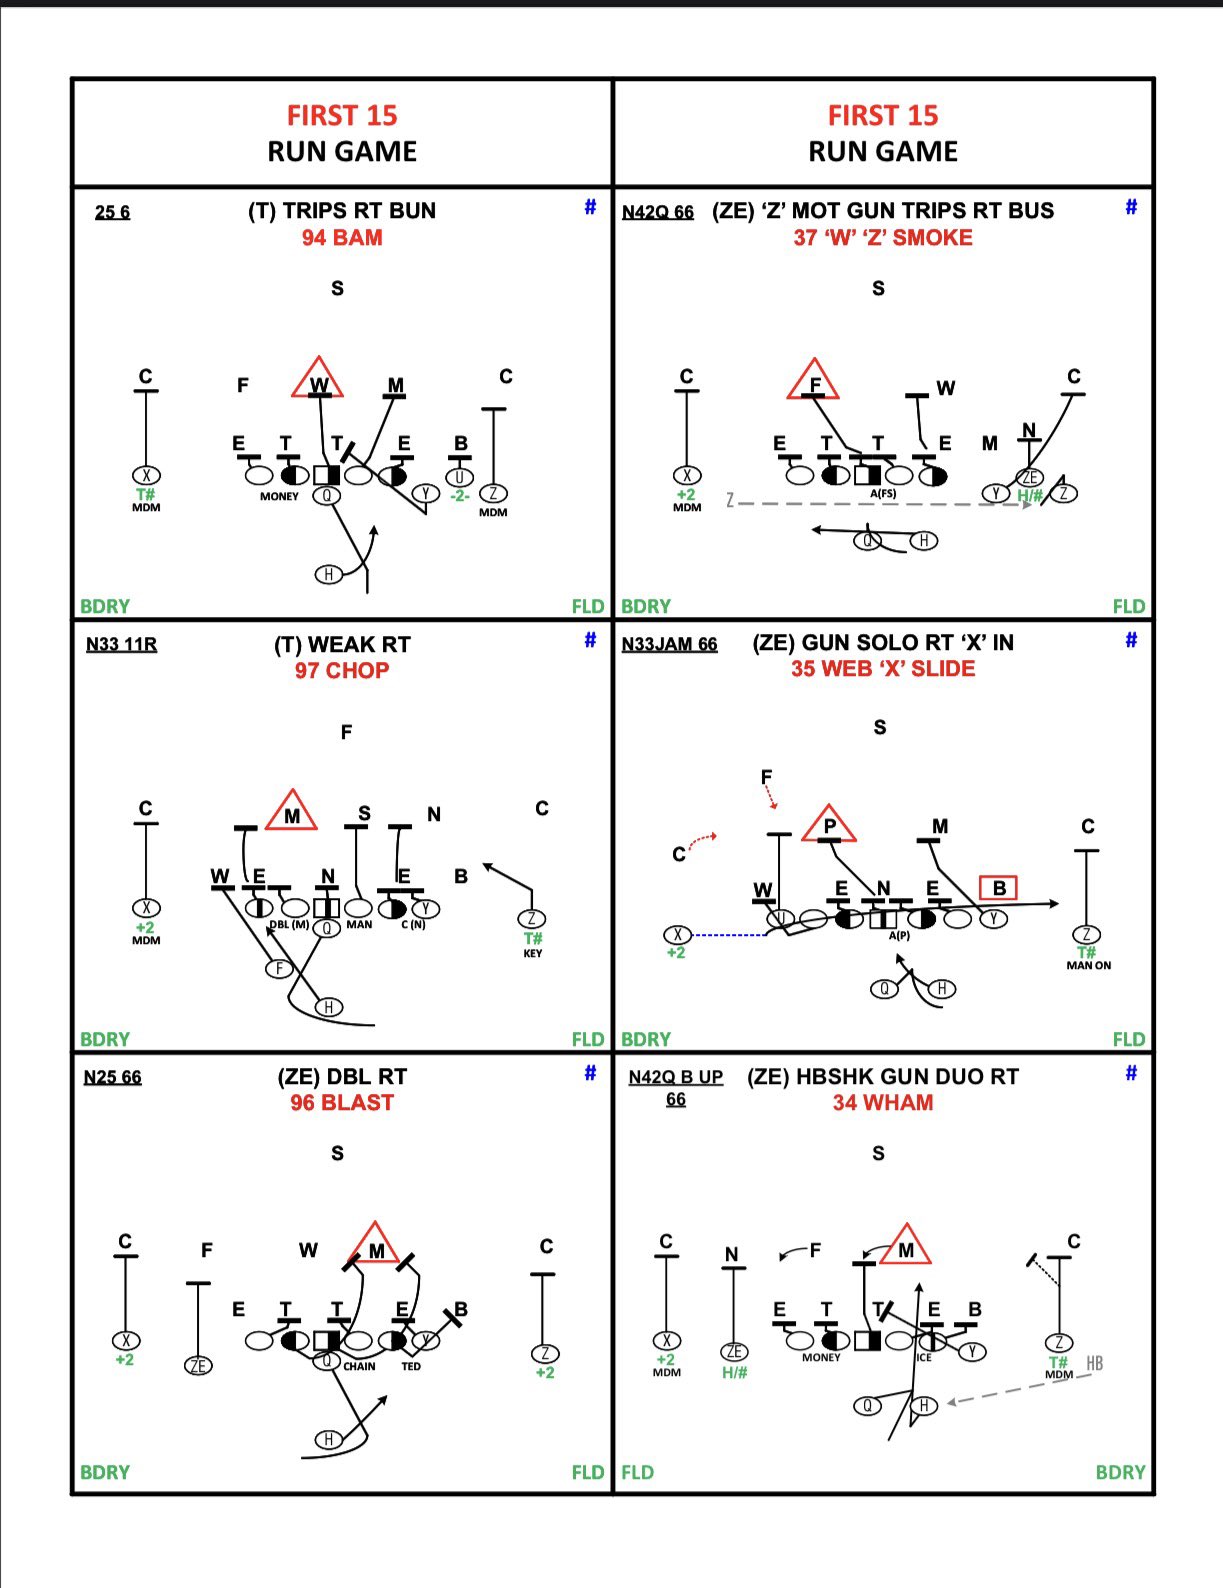 FIRST 15
RUN GAME
FIRST 15
RUN GAME
25 6
(T) TRIPS RT BUN
#
94 BAM
S
C
F
W
M
C
E
T
T
E
B
X
Q
Y
U
Z
T#
MONEY
-2-
MDM
MDM
H
BDRY
FLD
N42Q 66
(ZE) ‘Z’ MOT GUN TRIPS RT BUS
#
37 ‘W’ ‘Z’ SMOKE
S
C
F
W
C
E
T
T
E
M
N
X
ZE
+2
A(FS)
Y
H/#
Z
MDM
Z
Q
H
BDRY
FLD
N33 11R
(T) WEAK RT
#
97 CHOP
F
C
M
S
N
C
W
E
N
E
B
X
Y
Z
+2
DBL (M)
Q
MAN
C (N)
MDM
T#
KEY
F
H
BDRY
FLD
N33JAM 66
(ZE) GUN SOLO RT ‘X’ IN
#
35 WEB ‘X’ SLIDE
S
F
C
P
M
C
W
E
N
E
B
U
Y
X
A(P)
Z
+2
T#
MAN ON
Q
H
BDRY
FLD
N25 66
(ZE) DBL RT
#
96 BLAST
S
C
F
W
M
C
E
T
T
E
B
X
Y
+2
ZE
Q
CHAIN
TED
Z
+2
H
BDRY
FLD
N42Q B UP
66
(ZE) HBSHK GUN DUO RT
#
34 WHAM
S
C
N
F
M
C
E
T
T
E
B
X
ZE
Y
Z
+2
MONEY
ICE
T#
HB
MDM
H/#
MDM
Q
H
FLD
BDRY